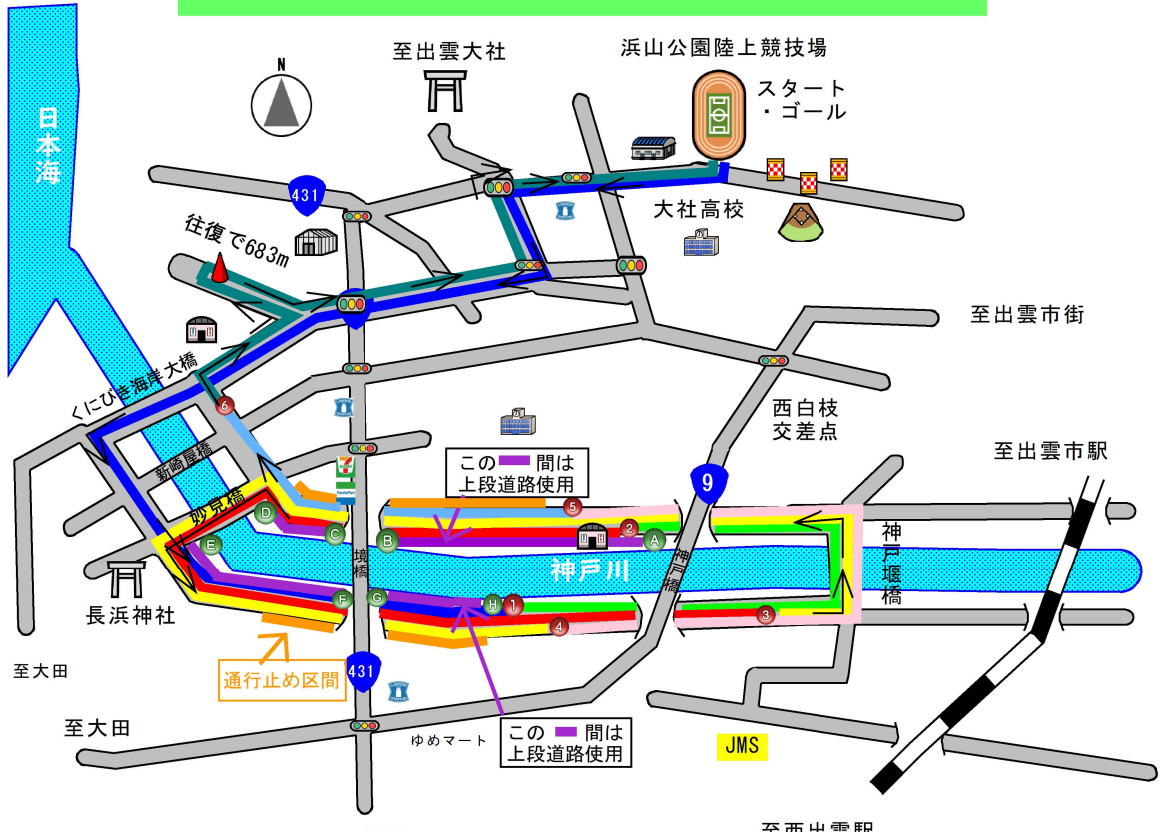 至出雲大社
浜山公園陸上競技場
N
スタート
・ゴール
日本海
431
大社高校
往復で683m
至出雲市街
くにびき海岸大橋
6
西白枝
交差点
新崎屋橋
至出雲市駅
この 間は
上段道路使用
9
妙見橋
5
D
2
C
B
A
E
境橋
神戸川
神戸橋
神戸堰橋
長浜神社
F
G
H
1
3
4
至大田
通行止め区間
431
至大田
ゆめマート
この 間は
上段道路使用
JMS